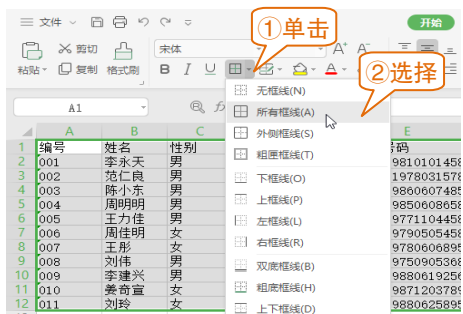 文件
①单击
开始
剪切
宋体
A⁺ A⁻
粘贴 复制 格式刷
B I U A
②选择
A1
fx
无框线(N)
所有框线(A)
外侧框线(S)
粗匣框线(T)
下框线(O)
上框线(P)
左框线(L)
右框线(R)
双底框线(B)
粗底框线(H)
上下框线(D)
A B C E
1 编号 姓名 性别 号码
2 001 李永天 男 9810101458
3 002 范仁良 男 1978031578
4 003 陈小东 男 9860607485
5 004 周明明 男 9850608658
6 005 王力佳 男 9771104458
7 006 周佳明 女 9790505458
8 007 王彤 女 9780606895
9 008 刘伟 男 9750905368
10 009 李建兴 男 9880619256
11 010 姜奇宣 女 9871203789
12 011 刘玲 女 9880625895